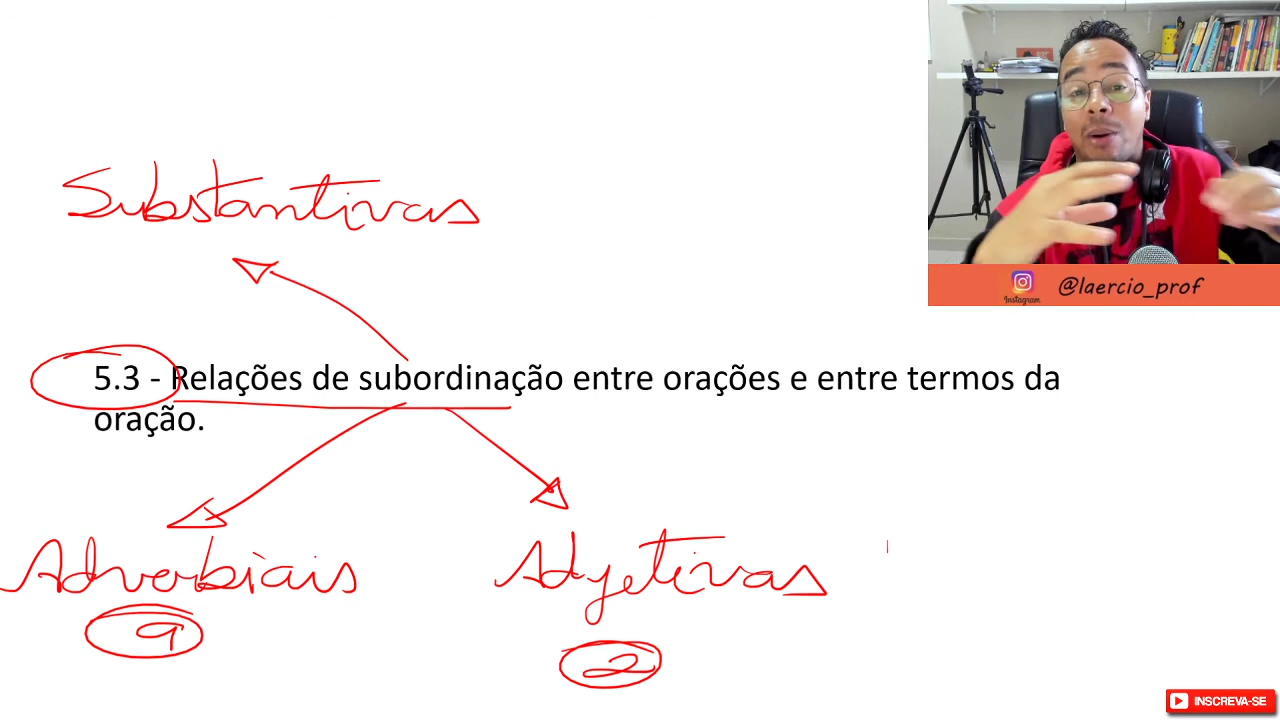 Substantivas
5.3 - Relações de subordinação entre orações e entre termos da
oração.
Adverbiais
9
Adjetivas
2
Instagram
@laercio_prof
INSCREVA-SE